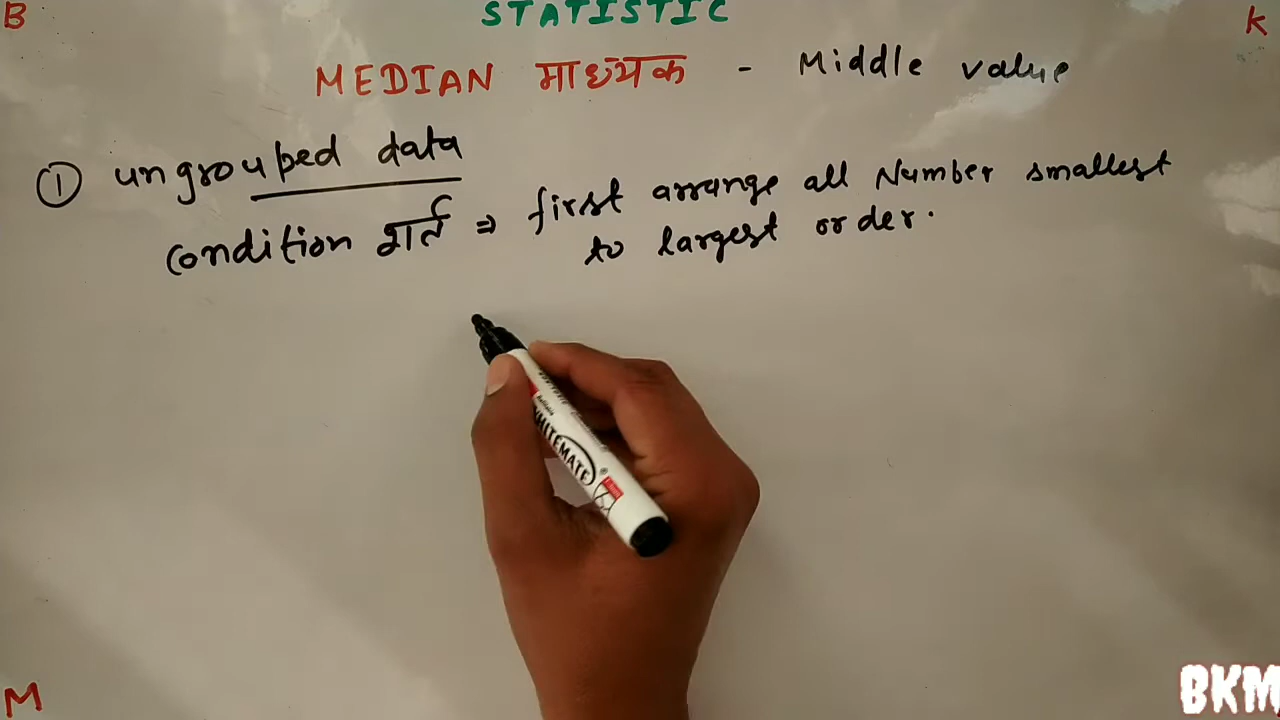 B STATISTIC K
MEDIAN माध्यक - Middle value
① ungrouped data
condition शर्त ⇒ first arrange all Number smallest
to largest order.
WHITEMATE
M BKM